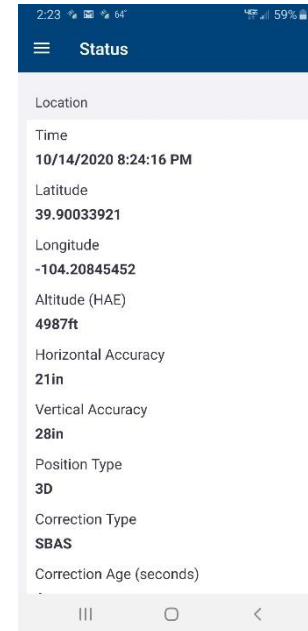 2:23 64°
59%
Status
Location
Time
10/14/2020 8:24:16 PM
Latitude
39.90033921
Longitude
-104.20845452
Altitude (HAE)
4987ft
Horizontal Accuracy
21in
Vertical Accuracy
28in
Position Type
3D
Correction Type
SBAS
Correction Age (seconds)